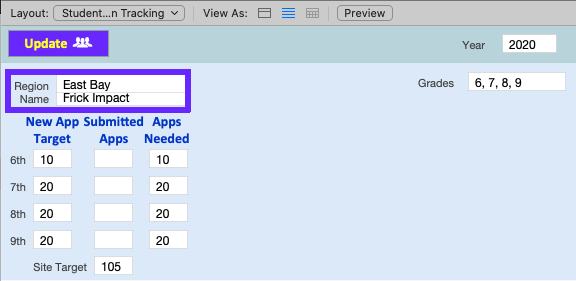 Layout: Student...n Tracking View As: Preview
Update Year 2020
Region East Bay Grades 6, 7, 8, 9
Name Frick Impact
New App Submitted Apps
Target Apps Needed
6th 10 10
7th 20 20
8th 20 20
9th 20 20
Site Target 105